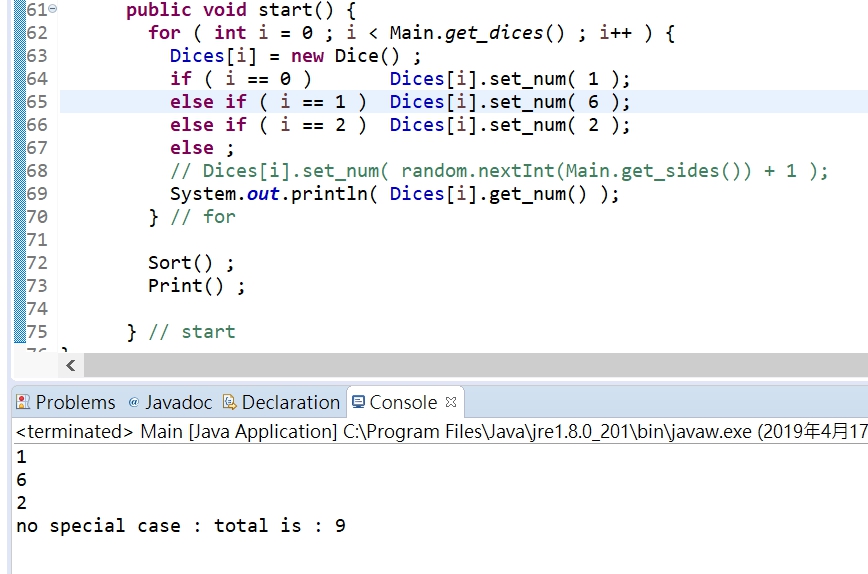 61 public void start() {
62 for ( int i = 0 ; i < Main.get_dices() ; i++ ) {
63 Dices[i] = new Dice() ;
64 if ( i == 0 ) Dices[i].set_num( 1 );
65 else if ( i == 1 ) Dices[i].set_num( 6 );
66 else if ( i == 2 ) Dices[i].set_num( 2 );
67 else ;
68 // Dices[i].set_num( random.nextInt(Main.get_sides()) + 1 );
69 System.out.println( Dices[i].get_num() );
70 } // for
71
72 Sort() ;
73 Print() ;
74
75 } // start
Problems @ Javadoc Declaration Console
<terminated> Main [Java Application] C:\Program Files\Java\jre1.8.0_201\bin\javaw.exe (2019年4月17
1
6
2
no special case : total is : 9